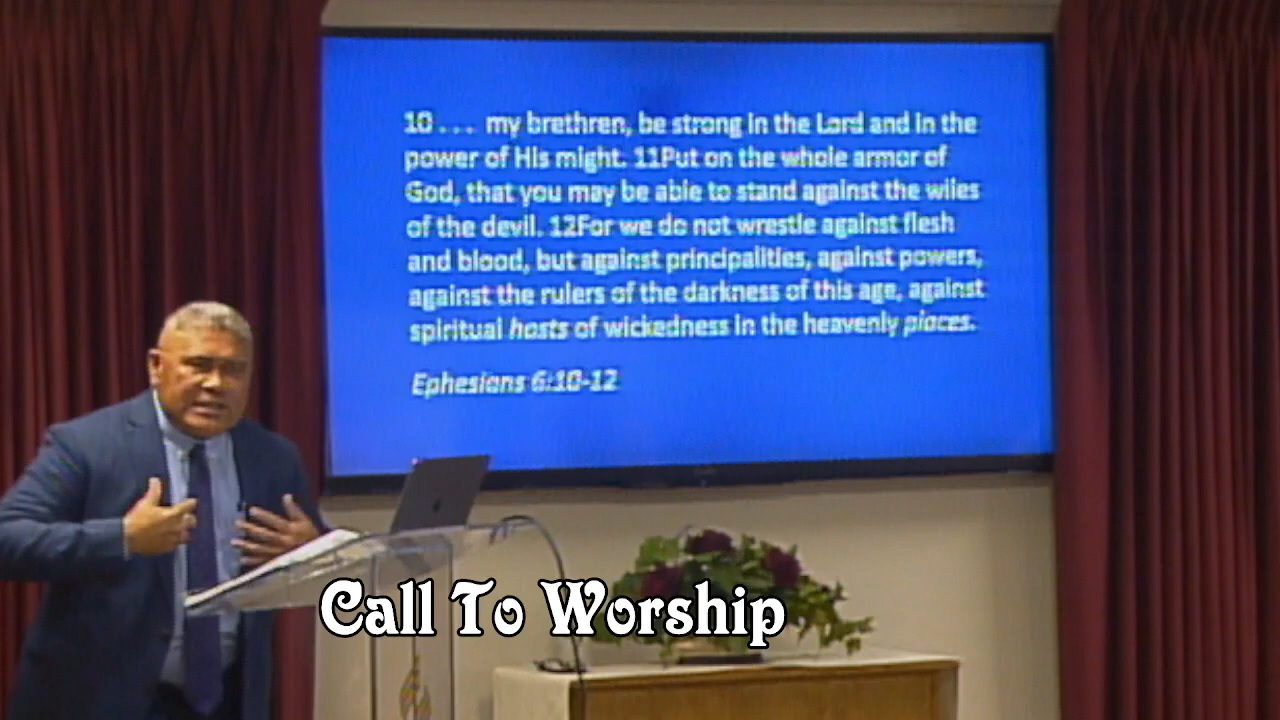 10 . . . my brethren, be strong in the Lord and in the
power of His might. 11Put on the whole armor of
God, that you may be able to stand against the wiles
of the devil. 12For we do not wrestle against flesh
and blood, but against principalities, against powers,
against the rulers of the darkness of this age, against
spiritual hosts of wickedness in the heavenly places.
Ephesians 6:10-12
Call To Worship